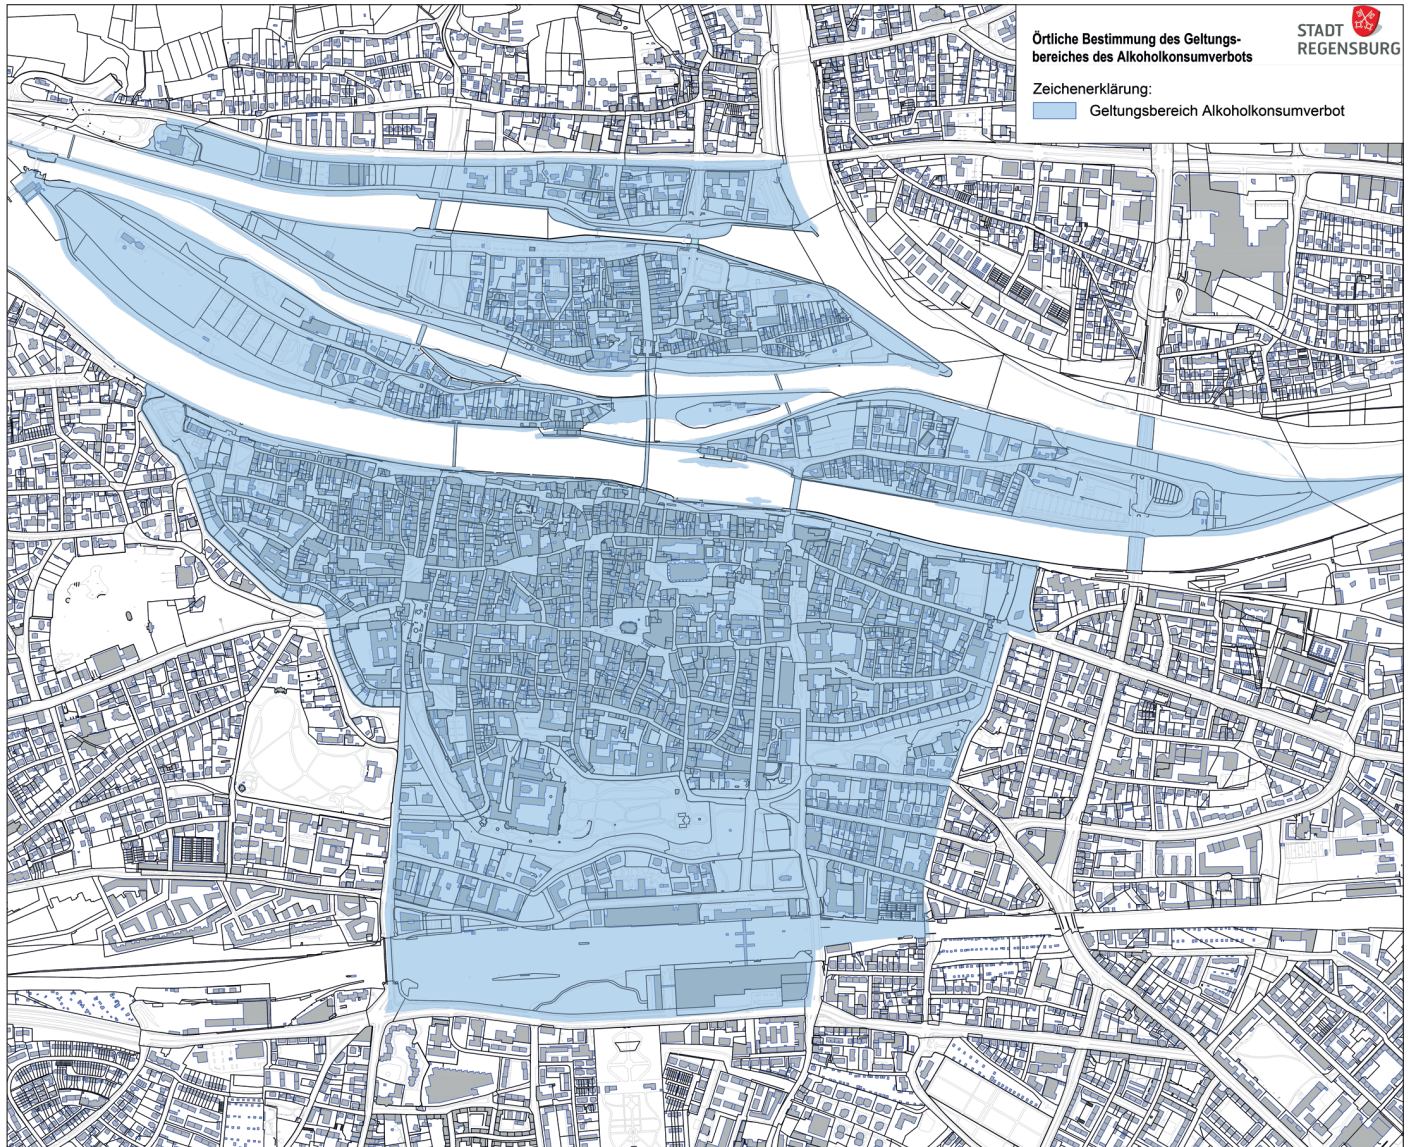 Örtliche Bestimmung des Geltungs-
bereiches des Alkoholkonsumverbots
STADT
REGENSBURG
Zeichenerklärung:
Geltungsbereich Alkoholkonsumverbot